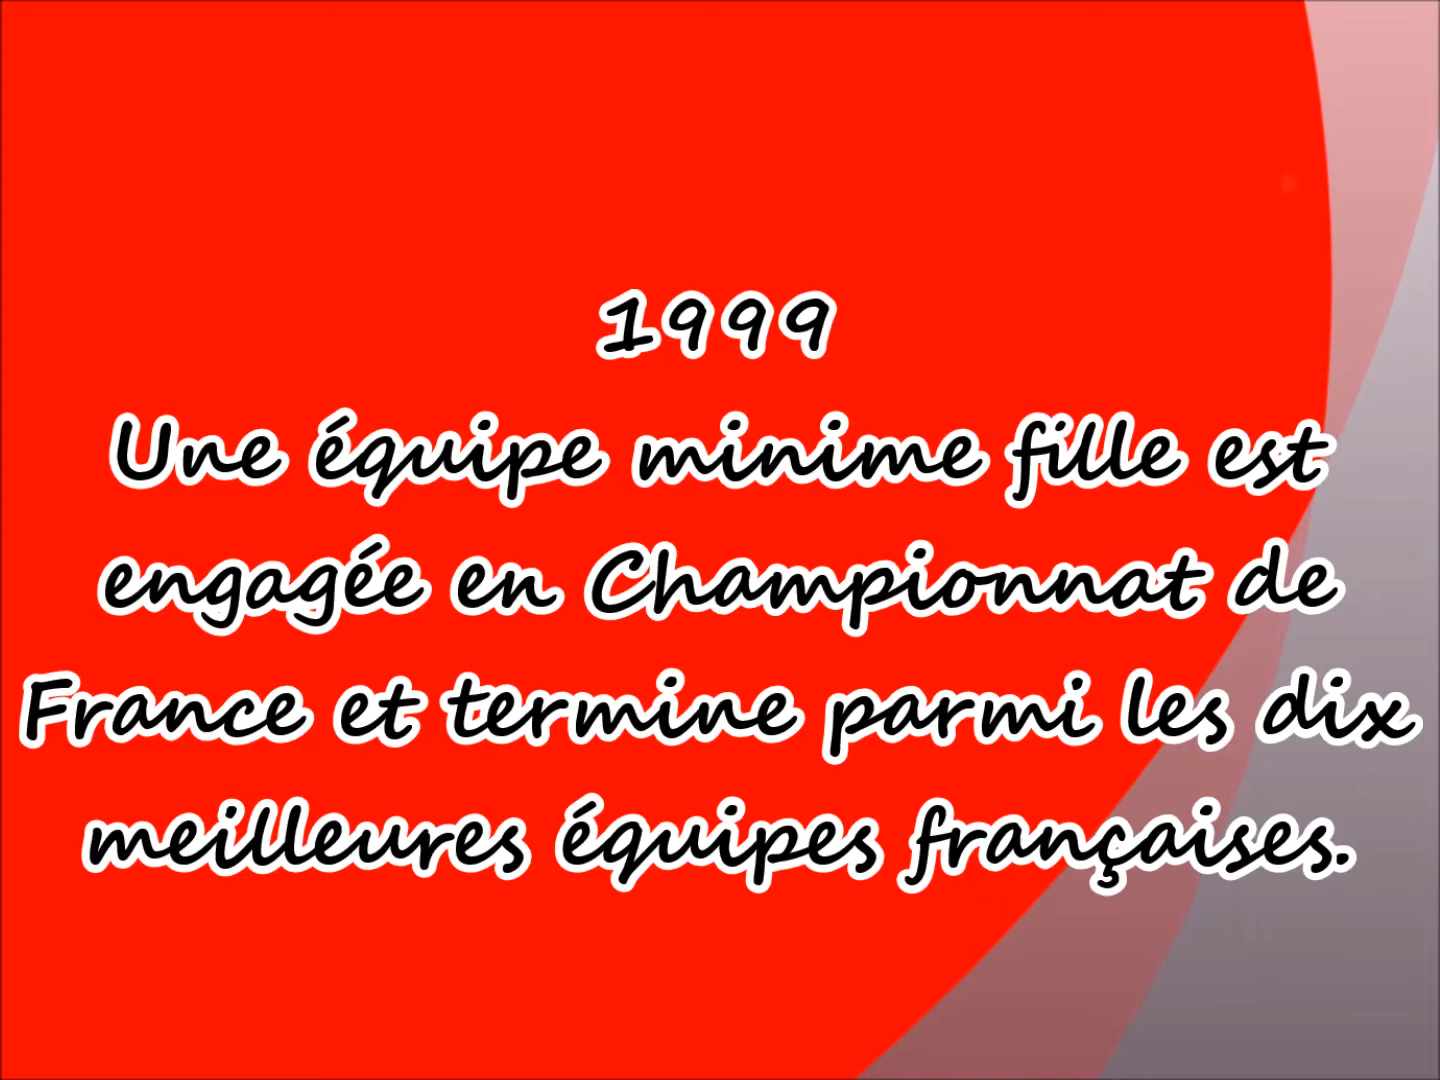 1999
Une équipe minime fille est
engagée en Championnat de
France et termine parmi les dix
meilleures équipes françaises.